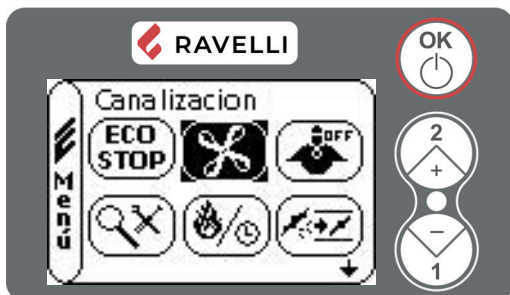 RAVELLI
OK
Canalizacion
ECO
STOP
OFF
Menú
2
+
−
1